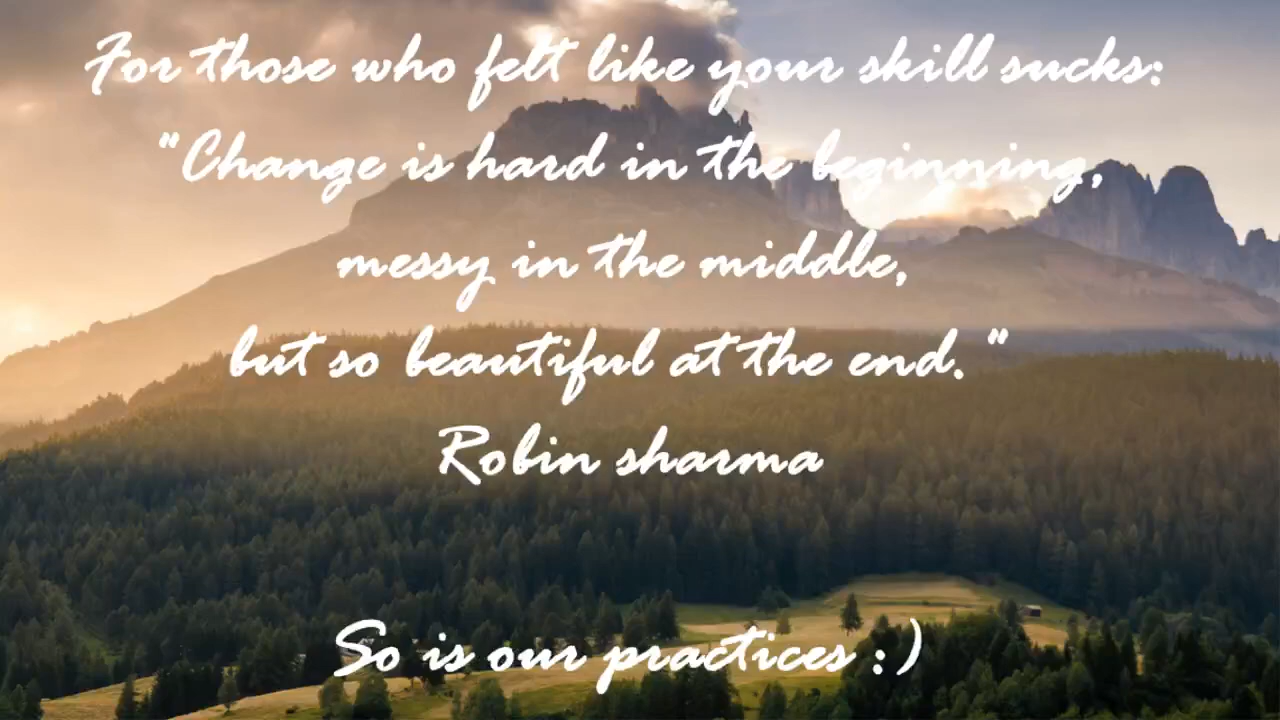 For those who felt like your skill sucks:
"Change is hard in the beginning,
messy in the middle,
but so beautiful at the end."
Robin sharma
So is our practices :)